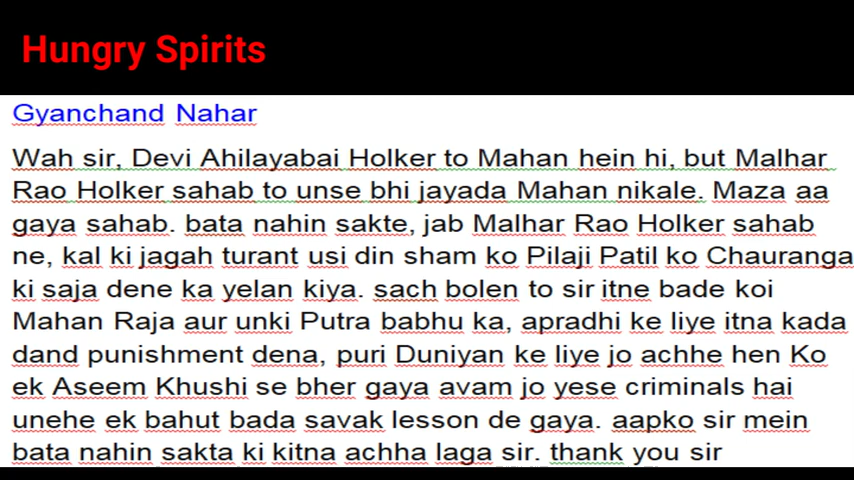 Hungry Spirits
Gyanchand Nahar
Wah sir, Devi Ahilayabai Holker to Mahan hein hi, but Malhar
Rao Holker sahab to unse bhi jayada Mahan nikale. Maza aa
gaya sahab. bata nahin sakte, jab Malhar Rao Holker sahab
ne, kal ki jagah turant usi din sham ko Pilaji Patil ko Chauranga
ki saja dene ka yelan kiya. sach bolen to sir itne bade koi
Mahan Raja aur unki Putra babhu ka, apradhi ke liye itna kada
dand punishment dena, puri Duniyan ke liye jo achhe hen Ko
ek Aseem Khushi se bher gaya avam jo yese criminals hai
unehe ek bahut bada savak lesson de gaya. aapko sir mein
bata nahin sakta ki kitna achha laga sir. thank you sir